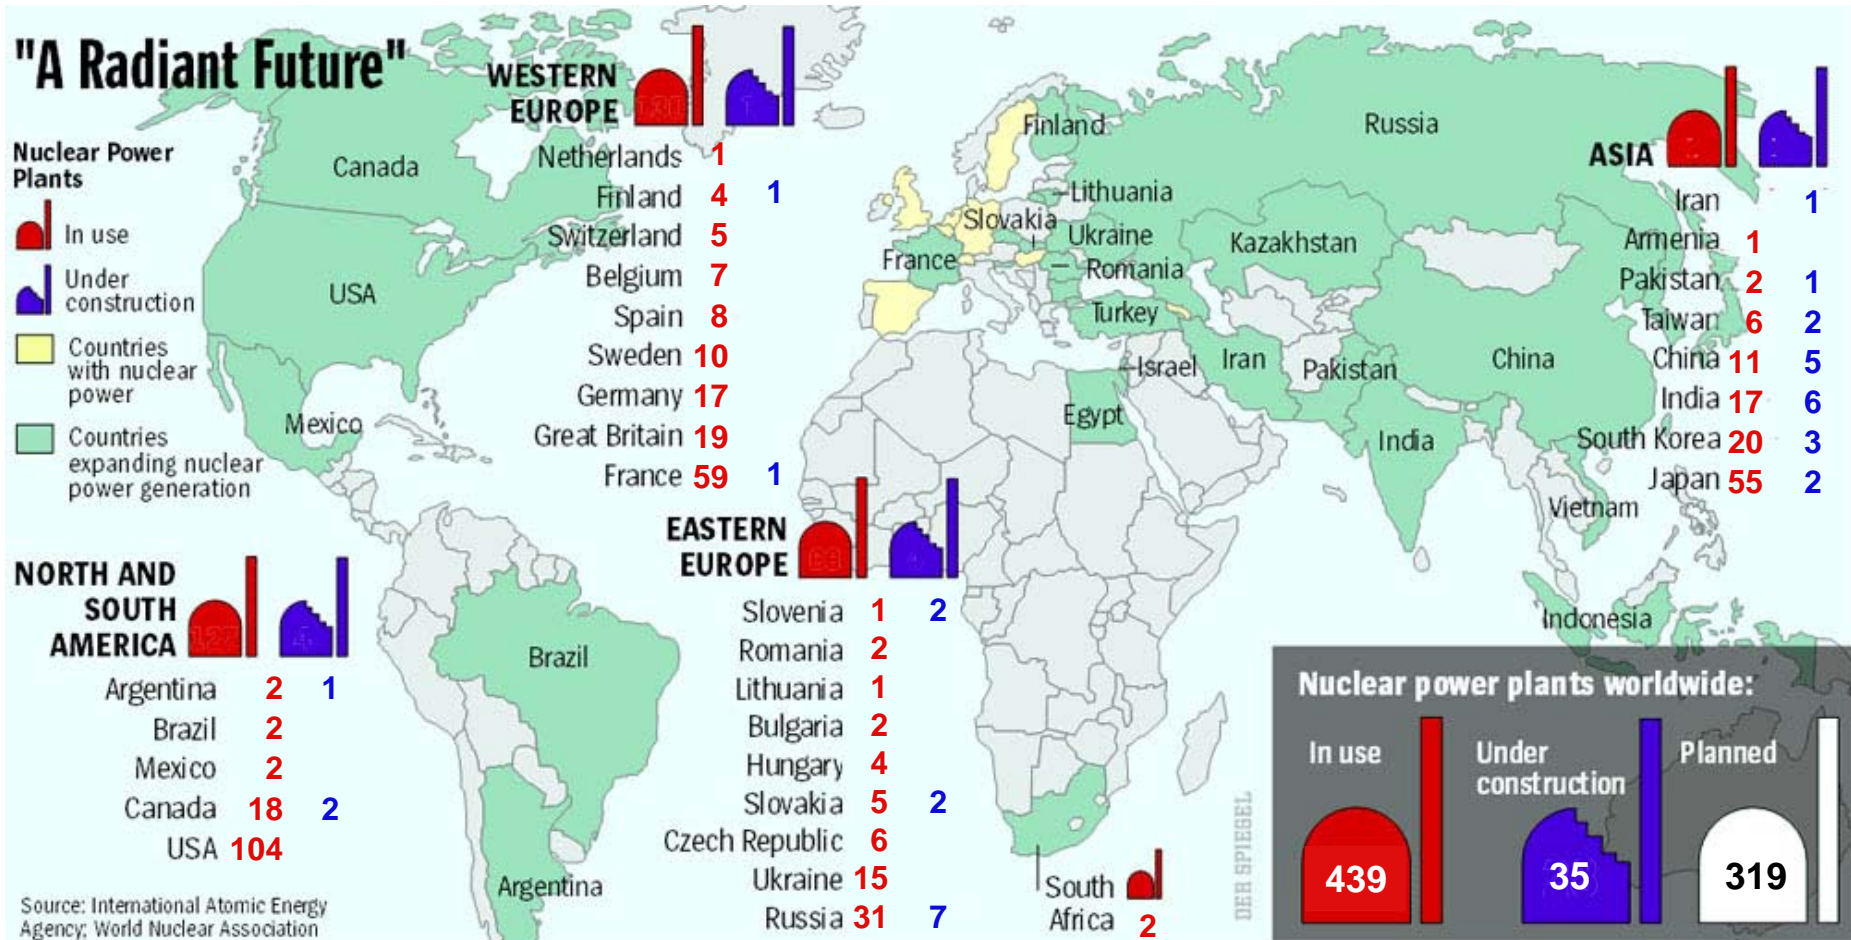 "A Radiant Future"
Nuclear Power
Plants
In use
Under
construction
Countries
with nuclear
power
Countries
expanding nuclear
power generation
WESTERN
EUROPE
Netherlands 1
Finland 4 1
Switzerland 5
Belgium 7
Spain 8
Sweden 10
Germany 17
Great Britain 19
France 59 1
NORTH AND
SOUTH
AMERICA
Argentina 2 1
Brazil 2
Mexico 2
Canada 18 2
USA 104
EASTERN
EUROPE
Slovenia 1 2
Romania 2
Lithuania 1
Bulgaria 2
Hungary 4
Slovakia 5 2
Czech Republic 6
Ukraine 15
Russia 31 7
South
Africa 2
ASIA
Iran 1
Armenia 1
Pakistan 2 1
Taiwan 6 2
China 11 5
India 17 6
South Korea 20 3
Japan 55 2
Canada
USA
Mexico
Brazil
Argentina
Finland
Russia
Lithuania
Slovakia
Ukraine
France
Romania
Kazakhstan
Turkey
Israel
Iran
Pakistan
China
Egypt
India
Vietnam
Indonesia
Nuclear power plants worldwide:
In use
Under
construction
Planned
439
35
319
DER SPIEGEL
Source: International Atomic Energy
Agency; World Nuclear Association